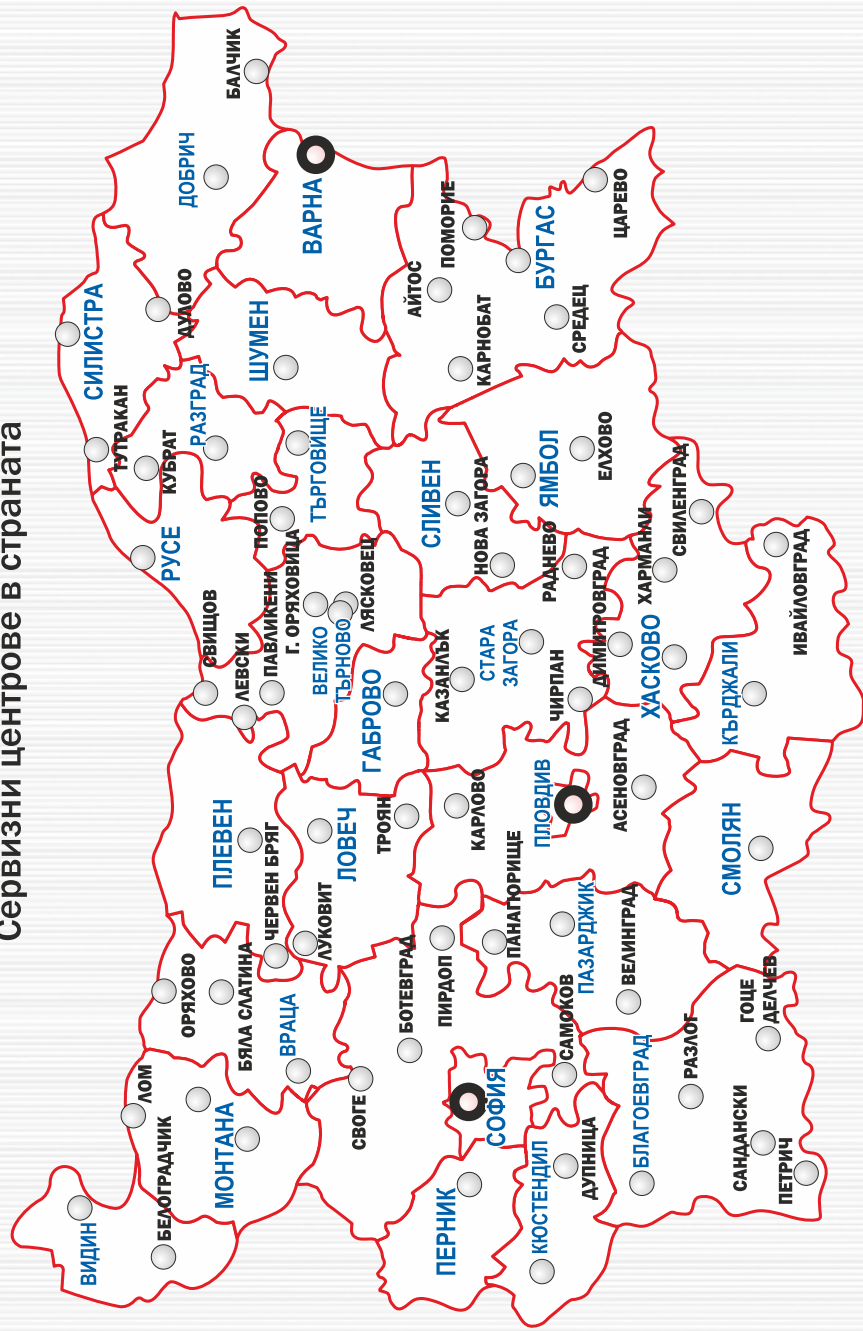 Сервизни центрове в страната
ВИДИН
БЕЛОГРАДЧИК
ЛОМ
МОНТАНА
ОРЯХОВО
БЯЛА СЛАТИНА
ВРАЦА
ПЛЕВЕН
ЧЕРВЕН БРЯГ
ЛУКОВИТ
ЛОВЕЧ
ТРОЯН
СВИЩОВ
ЛЕВСКИ
ПАВЛИКЕНИ
Г. ОРЯХОВИЦА
ВЕЛИКО
ТЪРНОВО
ЛЯСКОВЕЦ
ГАБРОВО
РУСЕ
ПОПОВО
ТЪРГОВИЩЕ
ТУТРАКАН
КУБРАТ
РАЗГРАД
СИЛИСТРА
ДУЛОВО
ШУМЕН
ДОБРИЧ
БАЛЧИК
ВАРНА
СВОГЕ
БОТЕВГРАД
ПИРДОП
СОФИЯ
САМОКОВ
ПЕРНИК
КЮСТЕНДИЛ
ДУПНИЦА
БЛАГОЕВГРАД
РАЗЛОГ
ГОЦЕ
ДЕЛЧЕВ
САНДАНСКИ
ПЕТРИЧ
ПАНАГЮРИЩЕ
ПАЗАРДЖИК
ВЕЛИНГРАД
КАРЛОВО
ПЛОВДИВ
АСЕНОВГРАД
СМОЛЯН
КАЗАНЛЪК
СТАРА
ЗАГОРА
ЧИРПАН
РАДНЕВО
ДИМИТРОВГРАД
ХАСКОВО
ХАРМАНЛИ
СВИЛЕНГРАД
КЪРДЖАЛИ
ИВАЙЛОВГРАД
СЛИВЕН
НОВА ЗАГОРА
ЯМБОЛ
ЕЛХОВО
АЙТОС
ПОМОРИЕ
КАРНОБАТ
БУРГАС
СРЕДЕЦ
ЦАРЕВО